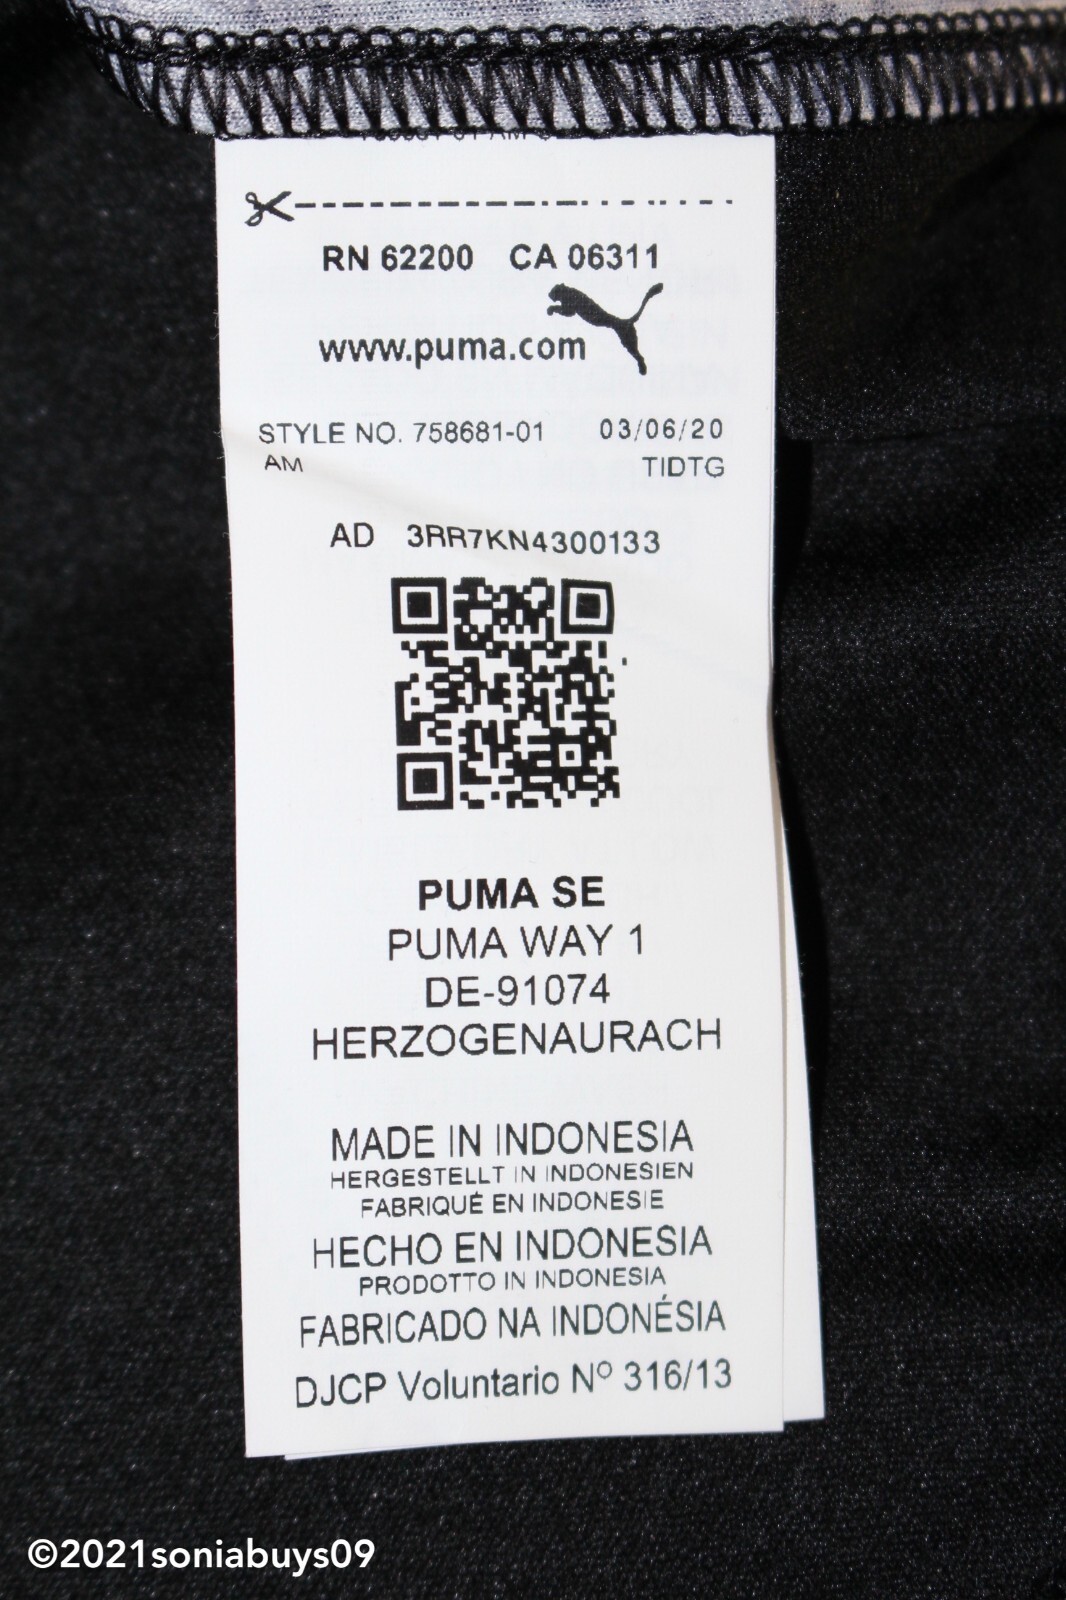 RN 62200 CA 06311
www.puma.com
STYLE NO. 758681-01 03/06/20
AM TIDTG
AD 3RR7KN4300133
PUMA SE
PUMA WAY 1
DE-91074
HERZOGENAURACH
MADE IN INDONESIA
HERGESTELLT IN INDONESIEN
FABRIQUÉ EN INDONESIE
HECHO EN INDONESIA
PRODOTTO IN INDONESIA
FABRICADO NA INDONÉSIA
DJCP Voluntario Nº 316/13
©2021soniabuys09